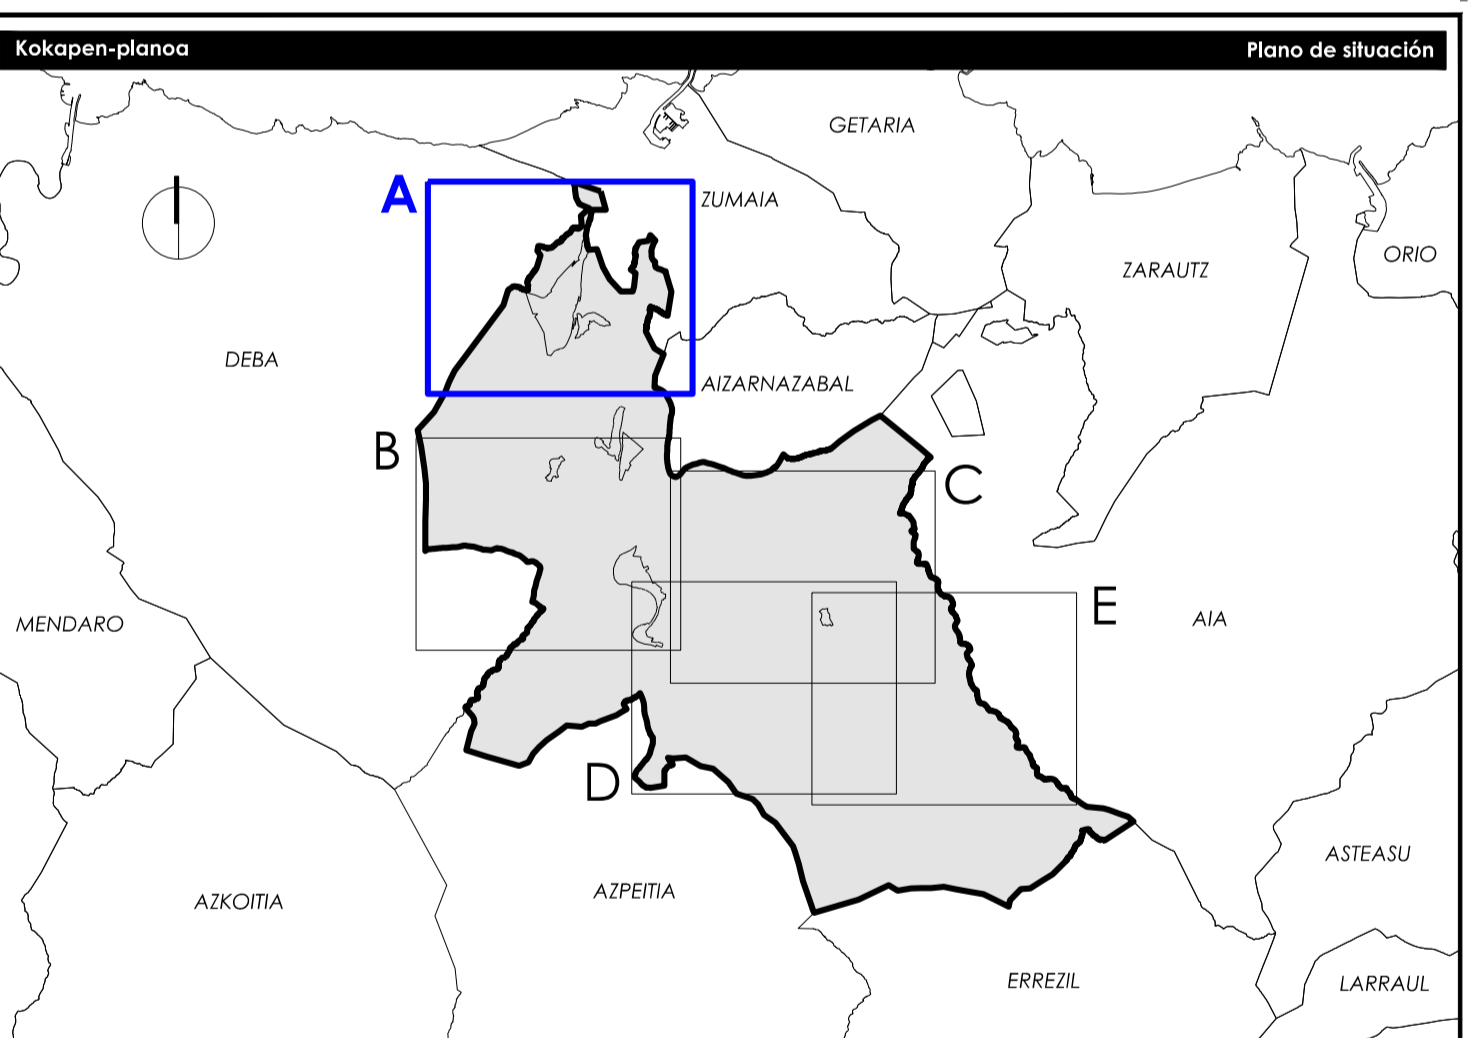 Kokapen-planoa
Plano de situación
GETARIA
A
ZUMAIA
ORIO
ZARAUTZ
DEBA
AIZARNAZABAL
B
C
E
MENDARO
AIA
D
ASTEASU
AZKOITIA
AZPEITIA
ERREZIL
LARRAUL